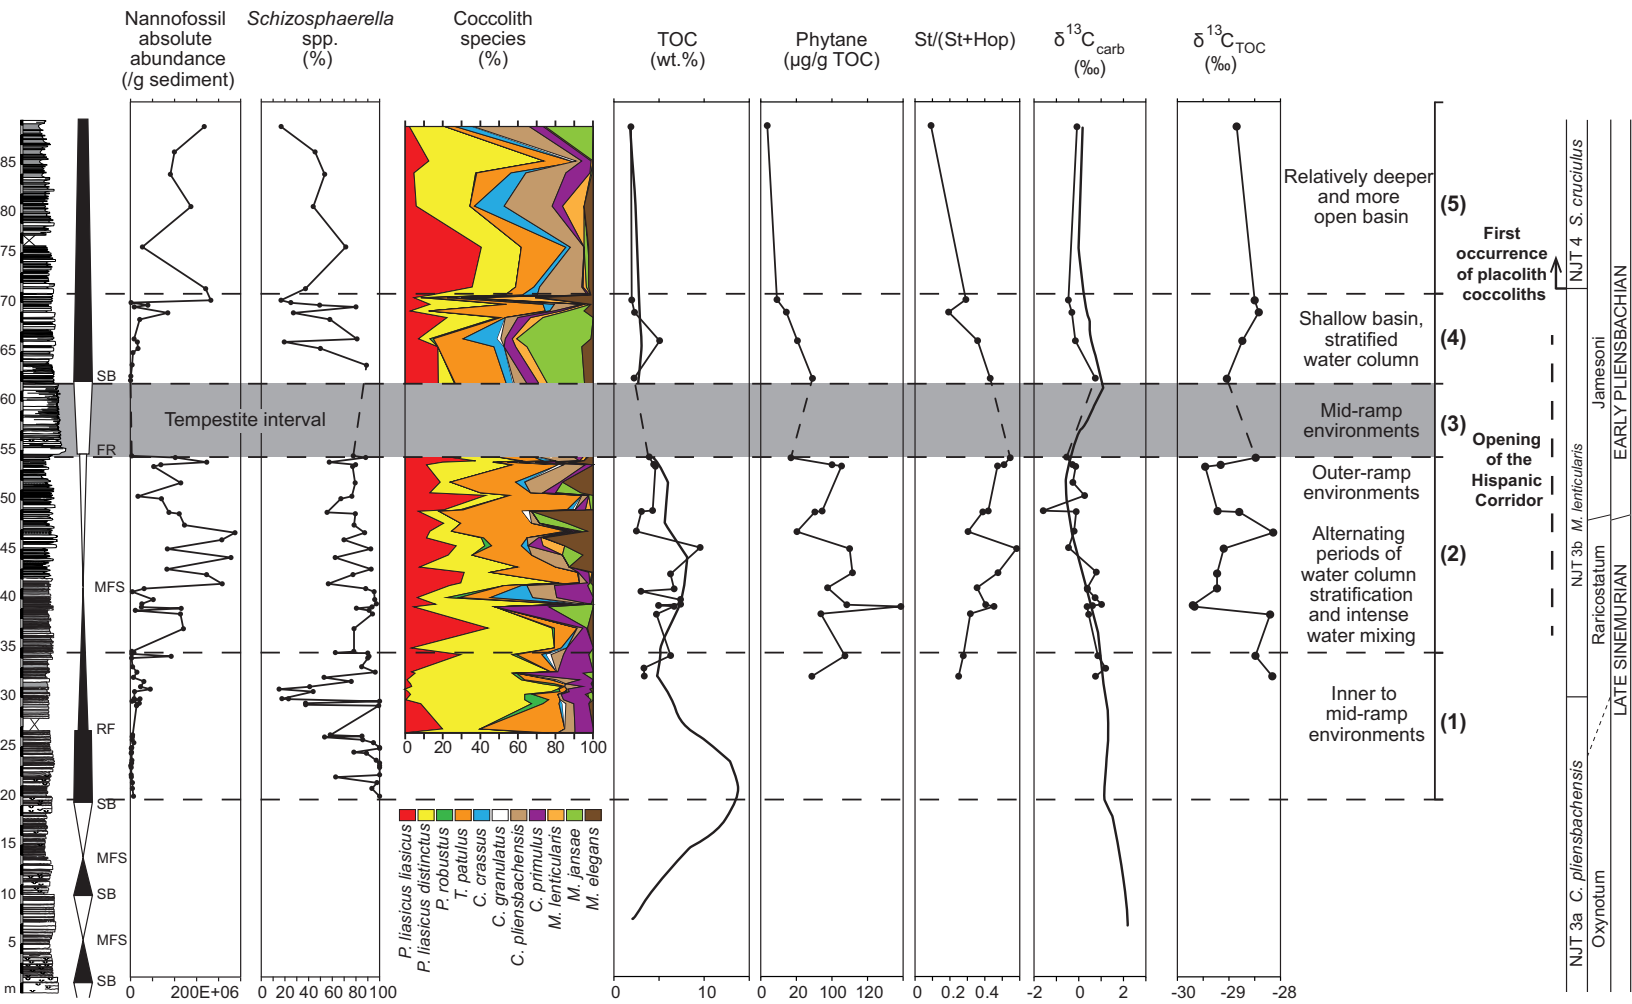 Nannofossil
absolute
abundance
(/g sediment)
Schizosphaerella
spp.
(%)
Coccolith
species
(%)
TOC
(wt.%)
Phytane
(µg/g TOC)
St/(St+Hop)
δ13Ccarb
(‰)
δ13CTOC
(‰)
85
80
75
70
65
60
55
50
45
40
35
30
25
20
15
10
5
m
SB
FR
MFS
RF
SB
MFS
SB
MFS
SB
Tempestite interval
Relatively deeper
and more
open basin
(5)
Shallow basin,
stratified
water column
(4)
Mid-ramp
environments
(3)
Outer-ramp
environments
Alternating
periods of
water column
stratification
and intense
water mixing
(2)
Inner to
mid-ramp
environments
(1)
First
occurrence
of placolith
coccoliths
Opening
of the
Hispanic
Corridor
NJT 4 S. cruciulus
NJT 3b M. lenticularis
NJT 3a C. pliensbachensis
Jamesoni
Raricostatum
Oxynotum
EARLY PLIENSBACHIAN
LATE SINEMURIAN
0 20 40 60 80 100
P. liasicus liasicus
P. liasicus distinctus
P. robustus
T. patulus
C. crassus
C. granulatus
C. pliensbachensis
C. primulus
M. lenticularis
M. jansae
M. elegans
0 200E+06
0 20 40 60 80 100
0 10
0 20 100 120
0 0.2 0.4
-2 0 2
-30 -29 -28